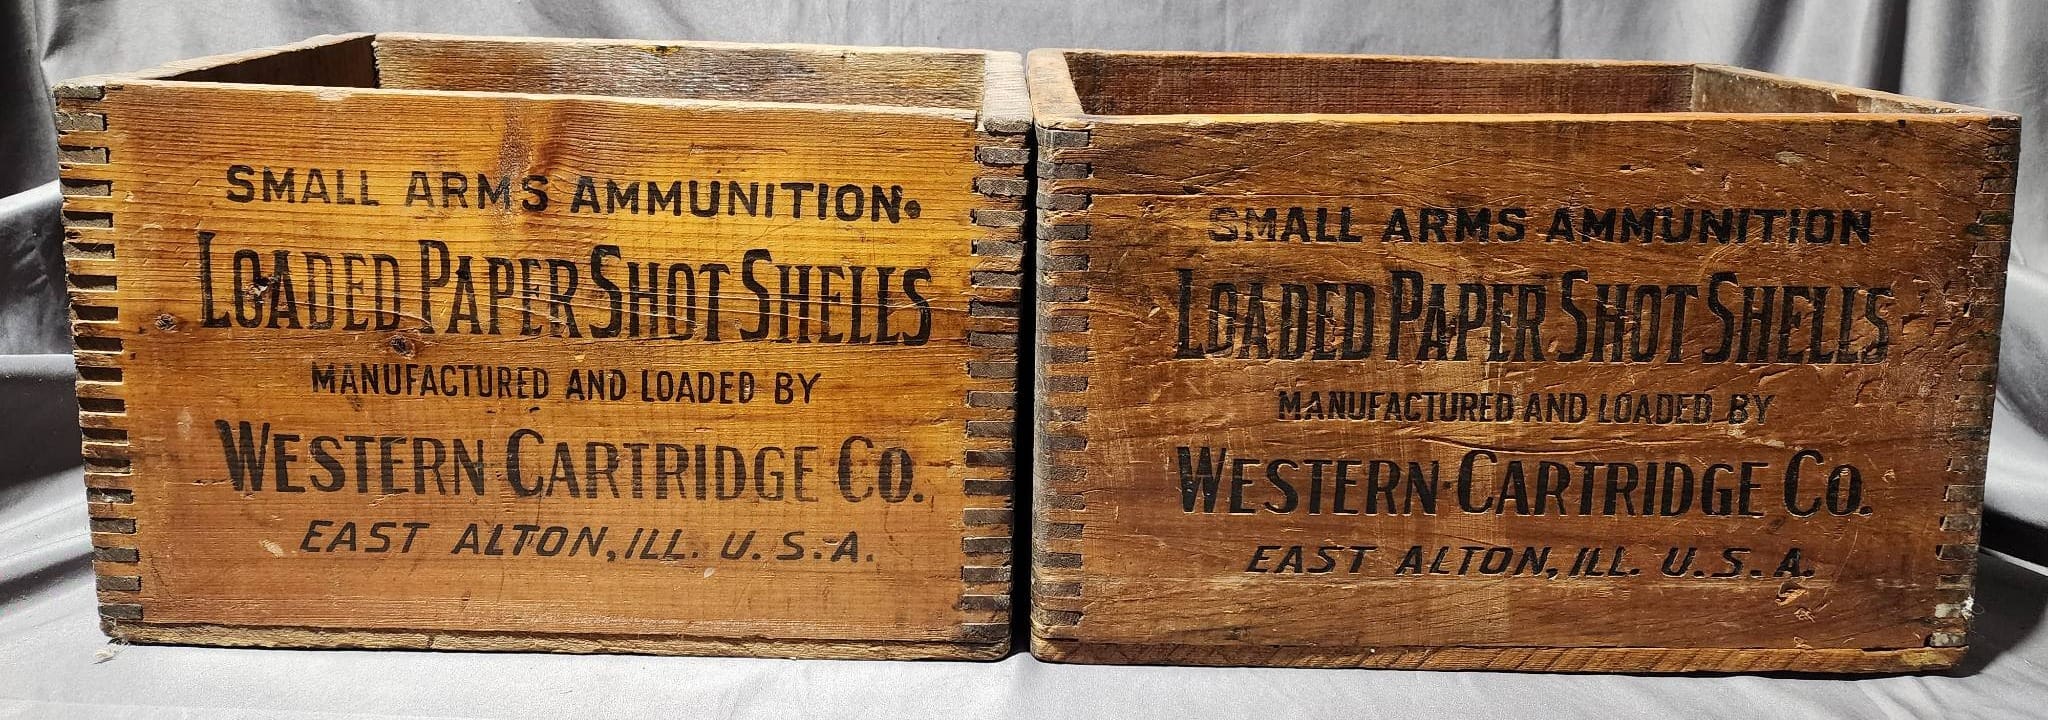 SMALL ARMS AMMUNITION.
LOADED PAPER SHOT SHELLS
MANUFACTURED AND LOADED BY
WESTERN CARTRIDGE CO.
EAST ALTON, ILL. U.S.A.
SMALL ARMS AMMUNITION
LOADED PAPER SHOT SHELLS
MANUFACTURED AND LOADED BY
WESTERN CARTRIDGE CO.
EAST ALTON, ILL. U.S.A.